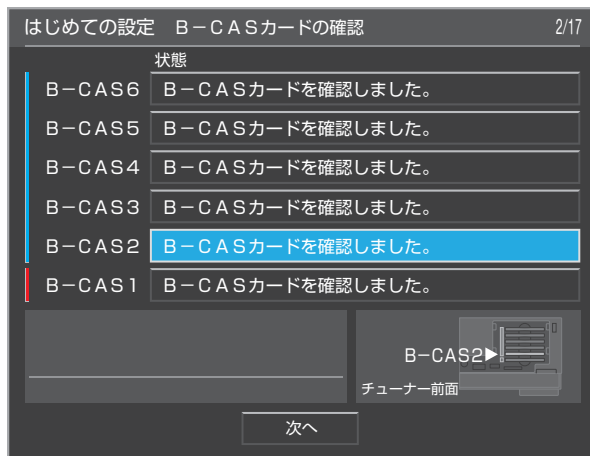 はじめての設定　B－CASカードの確認 2/17
状態
B－CAS6 B－CASカードを確認しました。
B－CAS5 B－CASカードを確認しました。
B－CAS4 B－CASカードを確認しました。
B－CAS3 B－CASカードを確認しました。
B－CAS2 B－CASカードを確認しました。
B－CAS1 B－CASカードを確認しました。
B－CAS2▶
チューナー前面
次へ